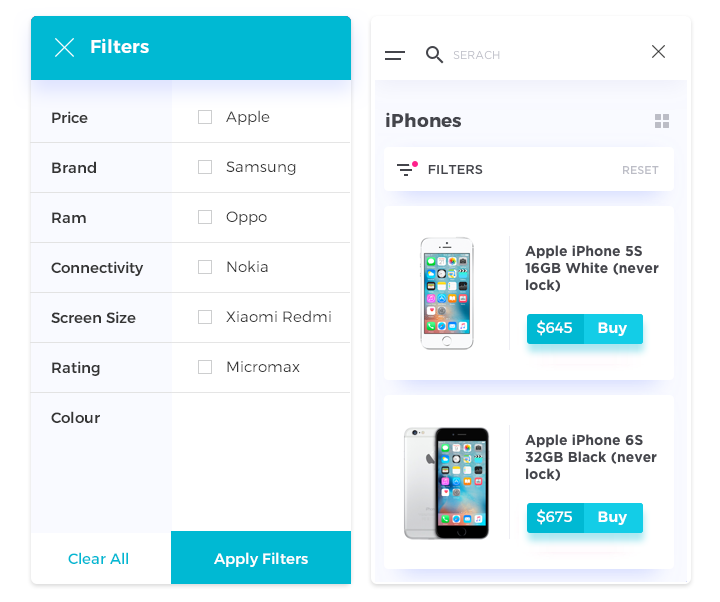 Filters
Price
Brand
Ram
Connectivity
Screen Size
Rating
Colour
Apple
Samsung
Oppo
Nokia
Xiaomi Redmi
Micromax
Clear All
Apply Filters
SERACH
iPhones
FILTERS
RESET
Apple iPhone 5S
16GB White (never
lock)
$645 Buy
Apple iPhone 6S
32GB Black (never
lock)
$675 Buy